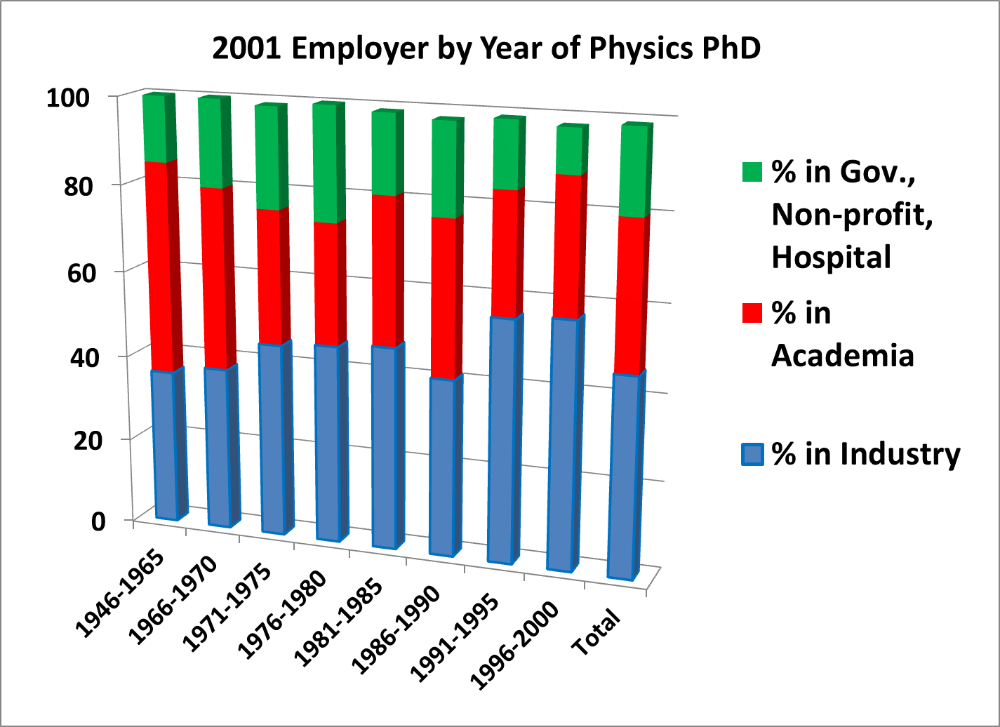 2001 Employer by Year of Physics PhD
100
80
60
40
20
0
1946-1965
1966-1970
1971-1975
1976-1980
1981-1985
1986-1990
1991-1995
1996-2000
Total
% in Gov.,
Non-profit,
Hospital
% in
Academia
% in Industry